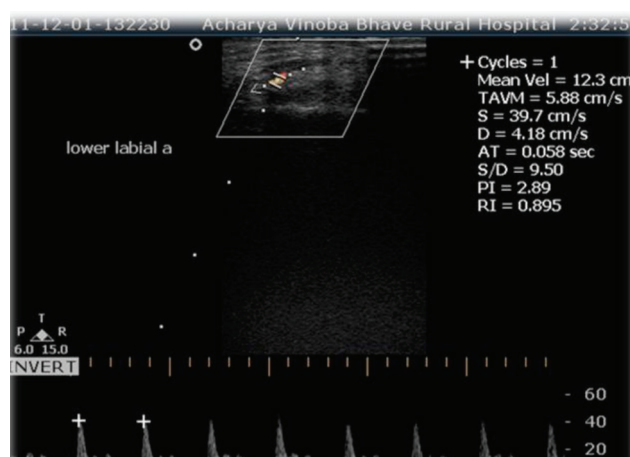 11-12-01-132230 Acharya Vinoba Bhave Rural Hospital 2:32:5
+ Cycles = 1
Mean Vel = 12.3 cm
TAVM = 5.88 cm/s
S = 39.7 cm/s
D = 4.18 cm/s
AT = 0.058 sec
S/D = 9.50
PI = 2.89
RI = 0.895
lower labial a
T
P R
6.0 15.0
INVERT
- 60
- 40
- 20